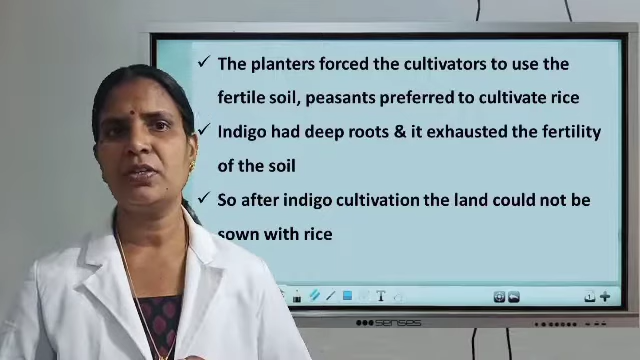 ✓ The planters forced the cultivators to use the
fertile soil, peasants preferred to cultivate rice
✓ Indigo had deep roots & it exhausted the fertility
of the soil
✓ So after indigo cultivation the land could not be
sown with rice
senses